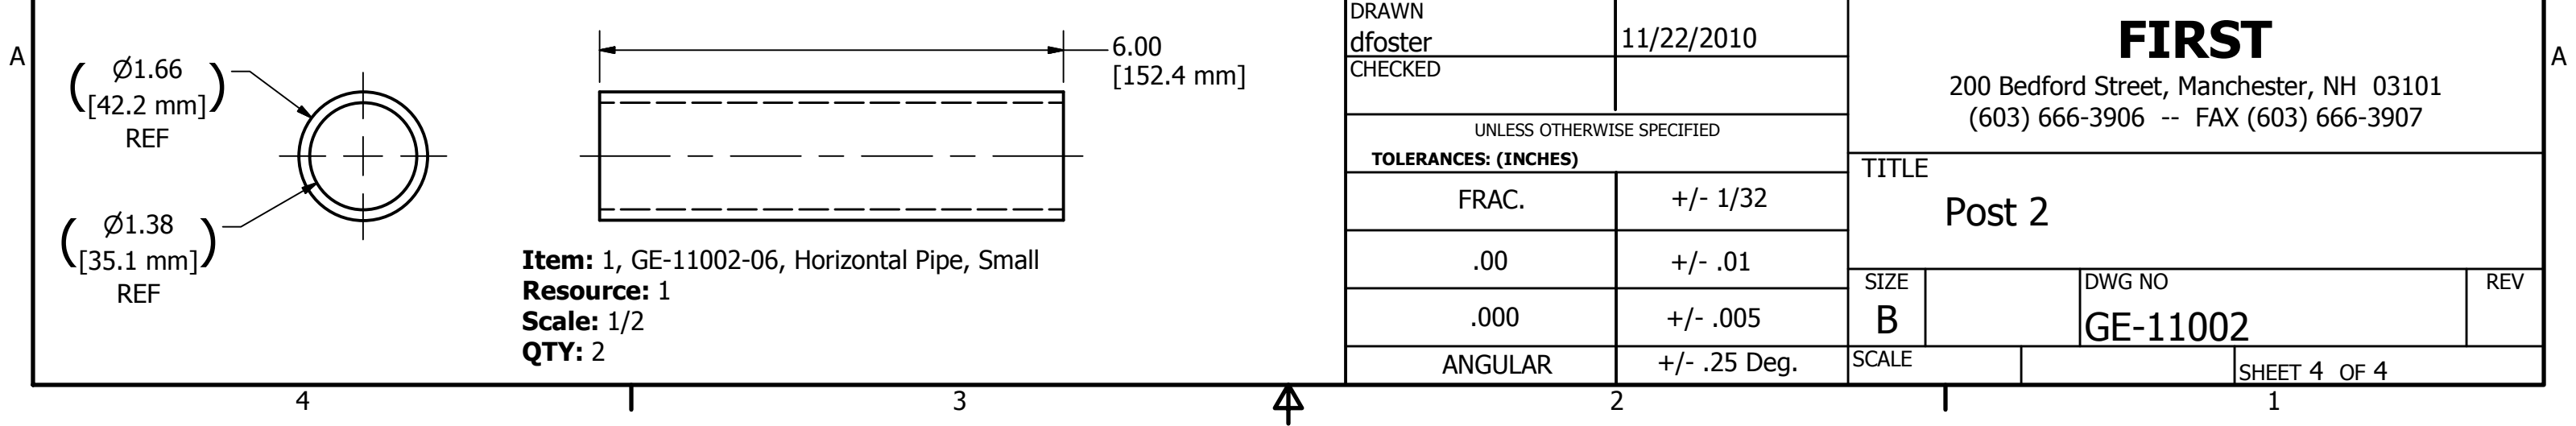 A
(Ø1.66
[42.2 mm])
REF
(Ø1.38
[35.1 mm])
REF
6.00
[152.4 mm]
Item: 1, GE-11002-06, Horizontal Pipe, Small
Resource: 1
Scale: 1/2
QTY: 2
DRAWN
dfoster
11/22/2010
CHECKED
UNLESS OTHERWISE SPECIFIED
TOLERANCES: (INCHES)
FRAC. +/- 1/32
.00 +/- .01
.000 +/- .005
ANGULAR +/- .25 Deg.
FIRST
200 Bedford Street, Manchester, NH 03101
(603) 666-3906 -- FAX (603) 666-3907
TITLE
Post 2
SIZE
B
DWG NO
GE-11002
REV
SCALE
SHEET 4 OF 4
A
4
3
2
1